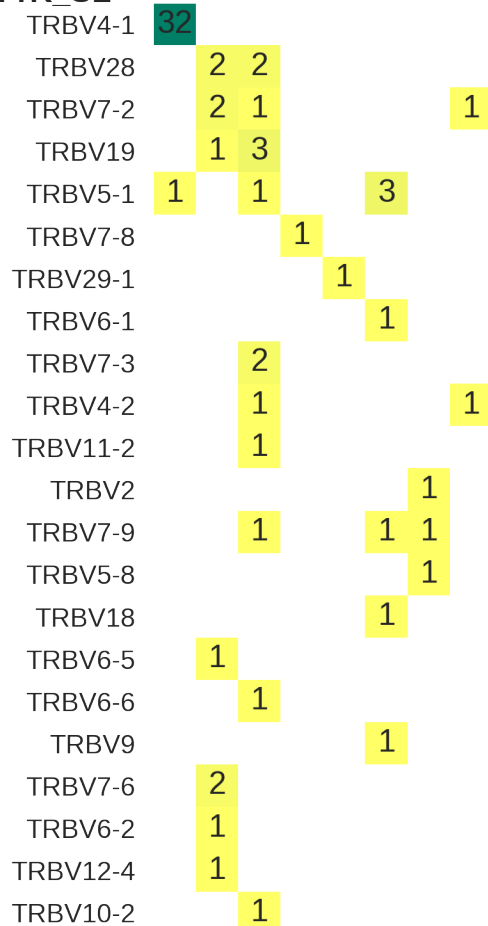 TRBV4-1 32
TRBV28 2 2
TRBV7-2 2 1 1
TRBV19 1 3
TRBV5-1 1 1 3
TRBV7-8 1
TRBV29-1 1
TRBV6-1 1
TRBV7-3 2
TRBV4-2 1 1
TRBV11-2 1
TRBV2 1
TRBV7-9 1 1 1
TRBV5-8 1
TRBV18 1
TRBV6-5 1
TRBV6-6 1
TRBV9 1
TRBV7-6 2
TRBV6-2 1
TRBV12-4 1
TRBV10-2 1